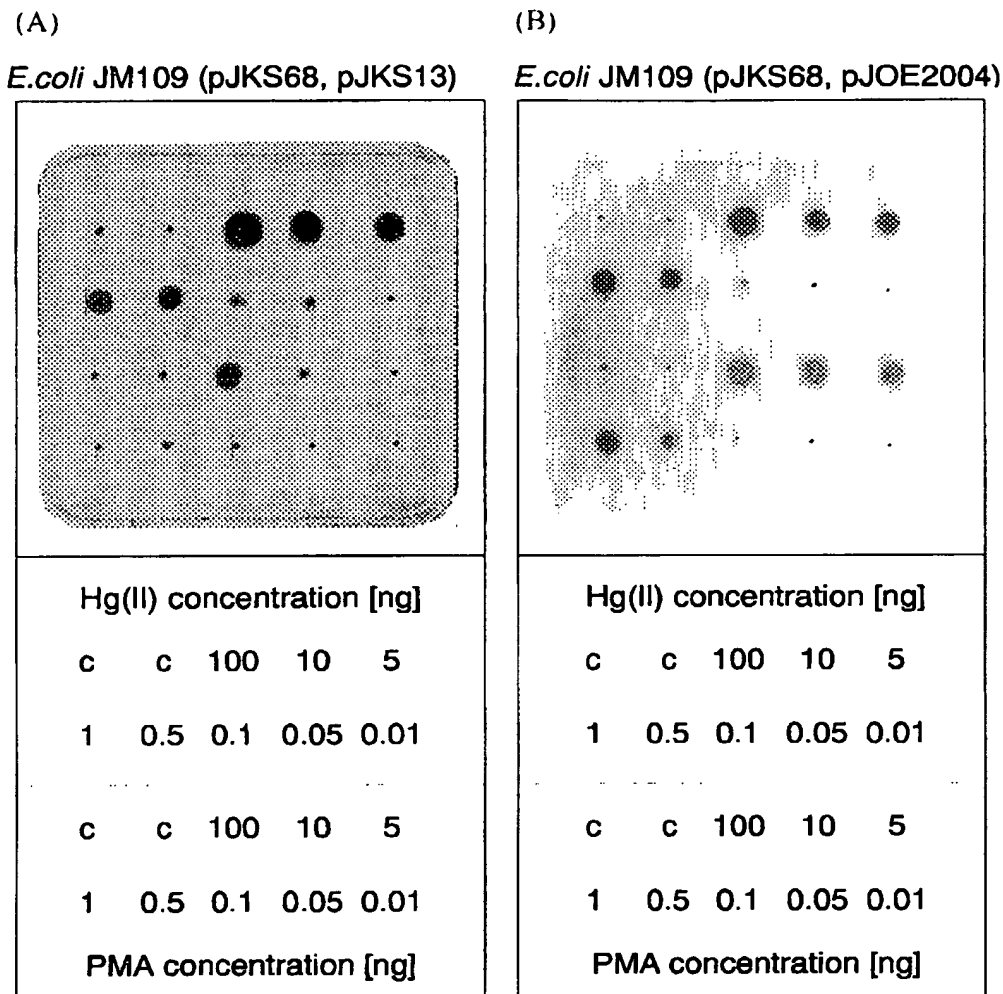 (A)
E.coli JM109 (pJKS68, pJKS13)
Hg(II) concentration [ng]
c c 100 10 5
1 0.5 0.1 0.05 0.01
c c 100 10 5
1 0.5 0.1 0.05 0.01
PMA concentration [ng]
(B)
E.coli JM109 (pJKS68, pJOE2004)
Hg(II) concentration [ng]
c c 100 10 5
1 0.5 0.1 0.05 0.01
c c 100 10 5
1 0.5 0.1 0.05 0.01
PMA concentration [ng]